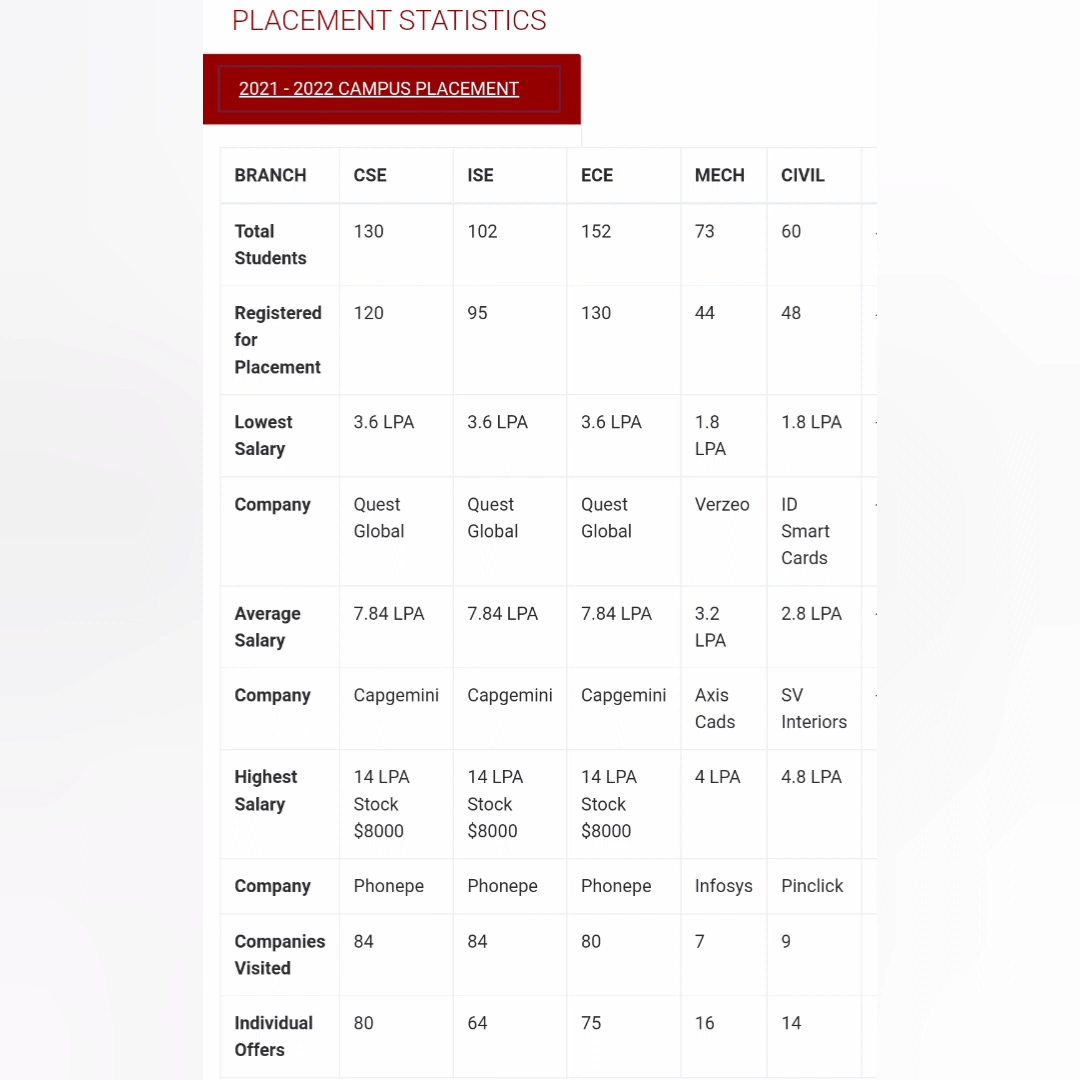 PLACEMENT STATISTICS
2021 - 2022 CAMPUS PLACEMENT
BRANCH CSE ISE ECE MECH CIVIL
Total Students 130 102 152 73 60
Registered for Placement 120 95 130 44 48
Lowest Salary 3.6 LPA 3.6 LPA 3.6 LPA 1.8 LPA 1.8 LPA
Company Quest Global Quest Global Quest Global Verzeo ID Smart Cards
Average Salary 7.84 LPA 7.84 LPA 7.84 LPA 3.2 LPA 2.8 LPA
Company Capgemini Capgemini Capgemini Axis Cads SV Interiors
Highest Salary 14 LPA Stock $8000 14 LPA Stock $8000 14 LPA Stock $8000 4 LPA 4.8 LPA
Company Phonepe Phonepe Phonepe Infosys Pinclick
Companies Visited 84 84 80 7 9
Individual Offers 80 64 75 16 14